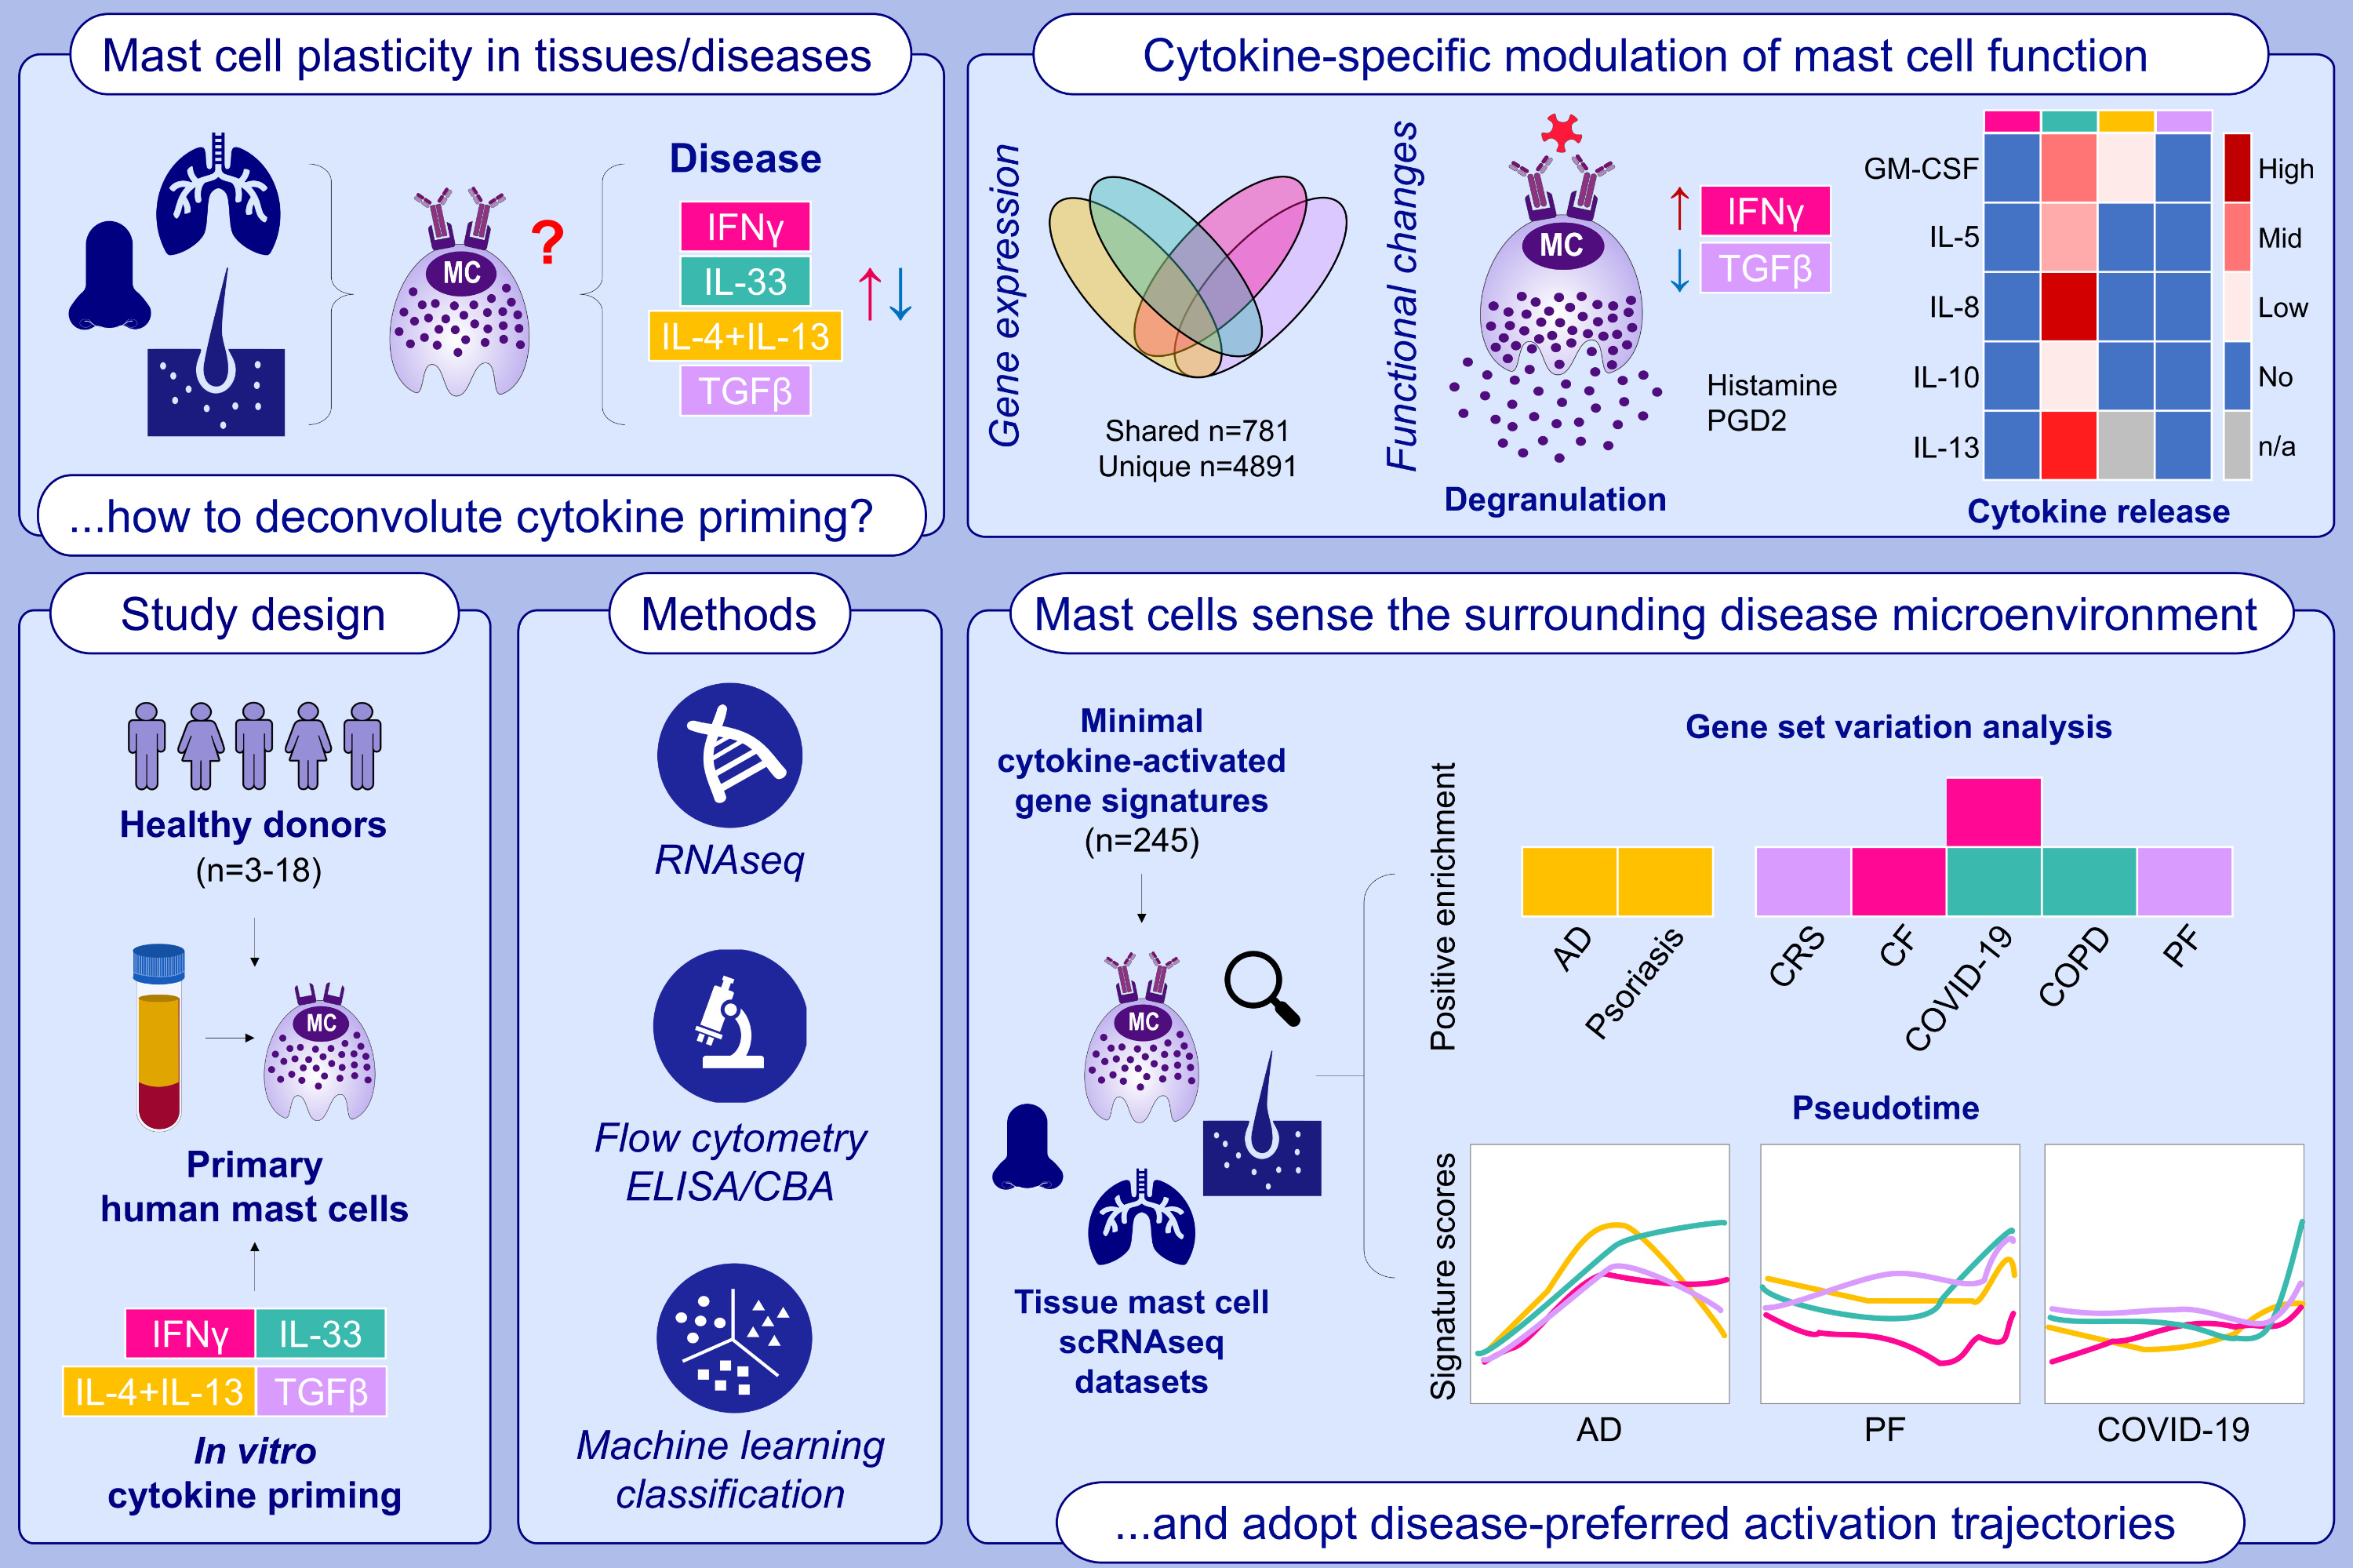 Mast cell plasticity in tissues/diseases
MC
?
Disease
IFNγ
IL-33
IL-4+IL-13
TGFβ
...how to deconvolute cytokine priming?
Cytokine-specific modulation of mast cell function
Gene expression
Shared n=781
Unique n=4891
Functional changes
MC
IFNγ
TGFβ
Histamine
PGD2
Degranulation
GM-CSF
IL-5
IL-8
IL-10
IL-13
High
Mid
Low
No
n/a
Cytokine release
Study design
Healthy donors
(n=3-18)
MC
Primary
human mast cells
IFNγ
IL-33
IL-4+IL-13
TGFβ
In vitro
cytokine priming
Methods
RNAseq
Flow cytometry
ELISA/CBA
Machine learning
classification
Mast cells sense the surrounding disease microenvironment
Minimal
cytokine-activated
gene signatures
(n=245)
MC
Tissue mast cell
scRNAseq
datasets
Gene set variation analysis
Positive enrichment
AD
Psoriasis
CRS
CF
COVID-19
COPD
PF
Pseudotime
Signature scores
AD
PF
COVID-19
...and adopt disease-preferred activation trajectories